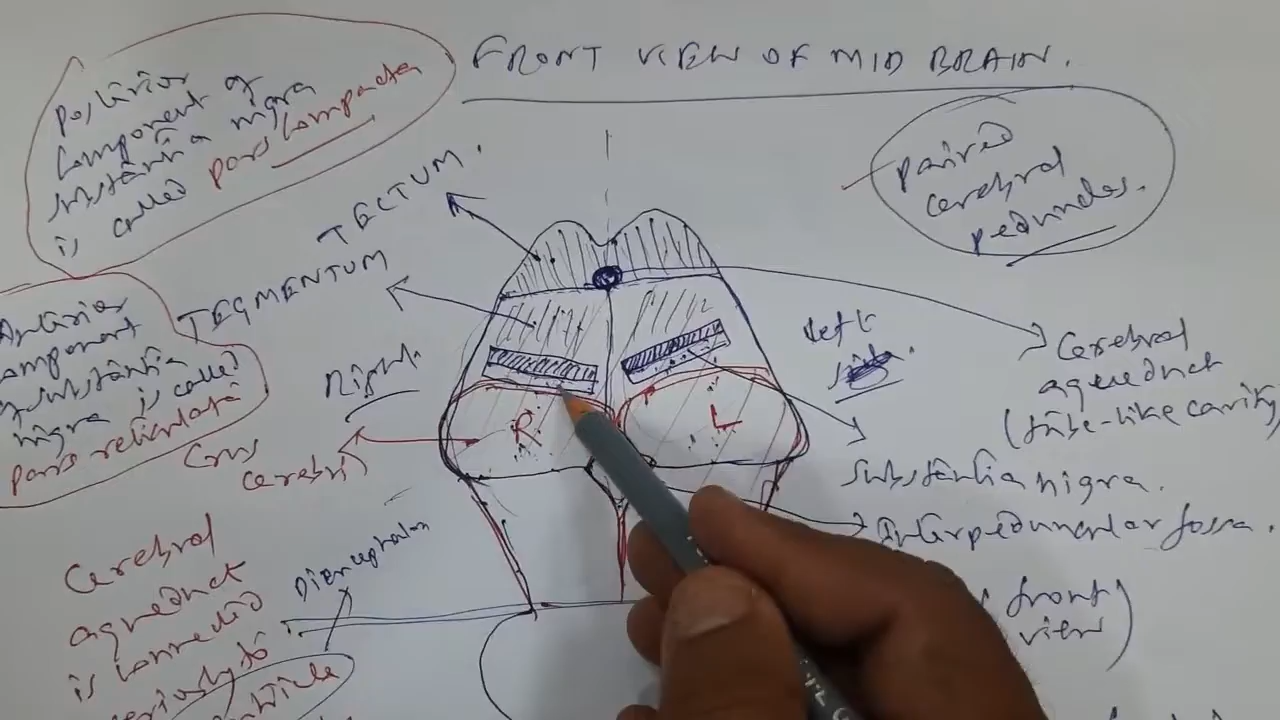 FRONT VIEW OF MID BRAIN.
Posterior
component of
substantia nigra
is called pars compacta
paired
cerebral
peduncles.
TECTUM.
TEGMENTUM
Anterior
component
of substantia
nigra is called
pars reticulata
Right.
left
side.
Crus
cerebri
R
L
Cerebral
aqueduct
(tube-like cavity
substantia nigra.
Interpeduncular fossa.
front
view)
Diencephalon
Cerebral
aqueduct
is connected